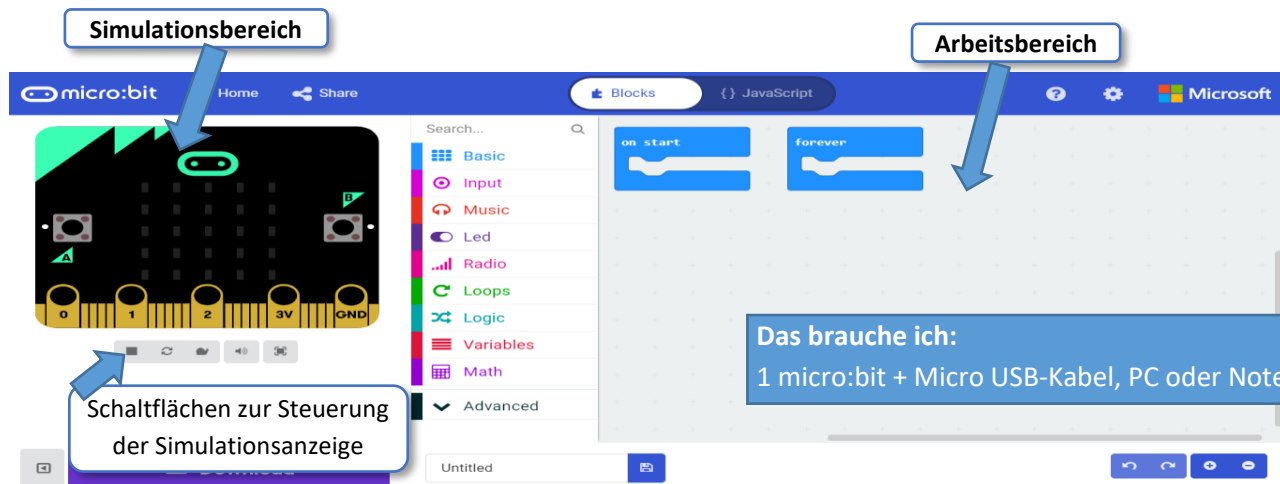 Simulationsbereich
Arbeitsbereich
micro:bit Home Share Blocks {} JavaScript ? Microsoft
Search...
Basic
Input
Music
Led
Radio
Loops
Logic
Variables
Math
Advanced
on start forever
B
A
0 1 2 3V GND
Das brauche ich:
1 micro:bit + Micro USB-Kabel, PC oder Note
Schaltflächen zur Steuerung
der Simulationsanzeige
Untitled